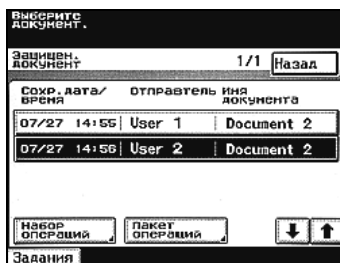 Выберите
документ.
Защищен.
документ
1/1 Назад
Сохр.дата/ Отправитель Имя
время документа
07/27 14:55 User 1 Document 2
07/27 14:56 User 2 Document 2
Набор Пакет
операций операций
Задания